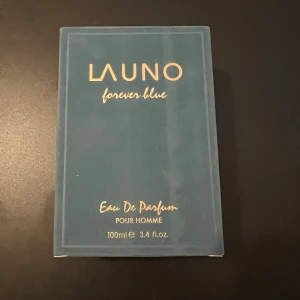 LAUNO
forever blue
Eau De Parfum
POUR HOMME
100ml ℮ 3.4 fl.oz.